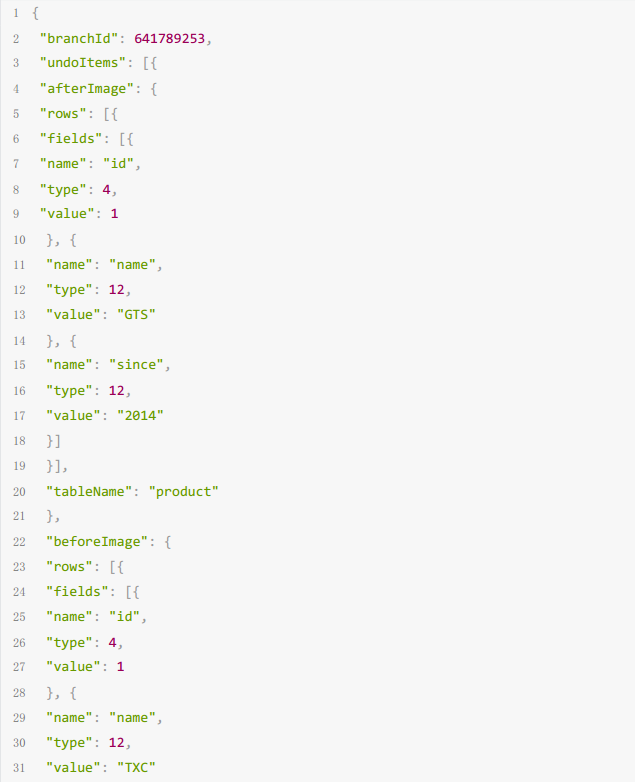 1 {
2 "branchId": 641789253,
3 "undoItems": [{
4 "afterImage": {
5 "rows": [{
6 "fields": [{
7 "name": "id",
8 "type": 4,
9 "value": 1
10 }, {
11 "name": "name",
12 "type": 12,
13 "value": "GTS"
14 }, {
15 "name": "since",
16 "type": 12,
17 "value": "2014"
18 }]
19 }],
20 "tableName": "product"
21 },
22 "beforeImage": {
23 "rows": [{
24 "fields": [{
25 "name": "id",
26 "type": 4,
27 "value": 1
28 }, {
29 "name": "name",
30 "type": 12,
31 "value": "TXC"